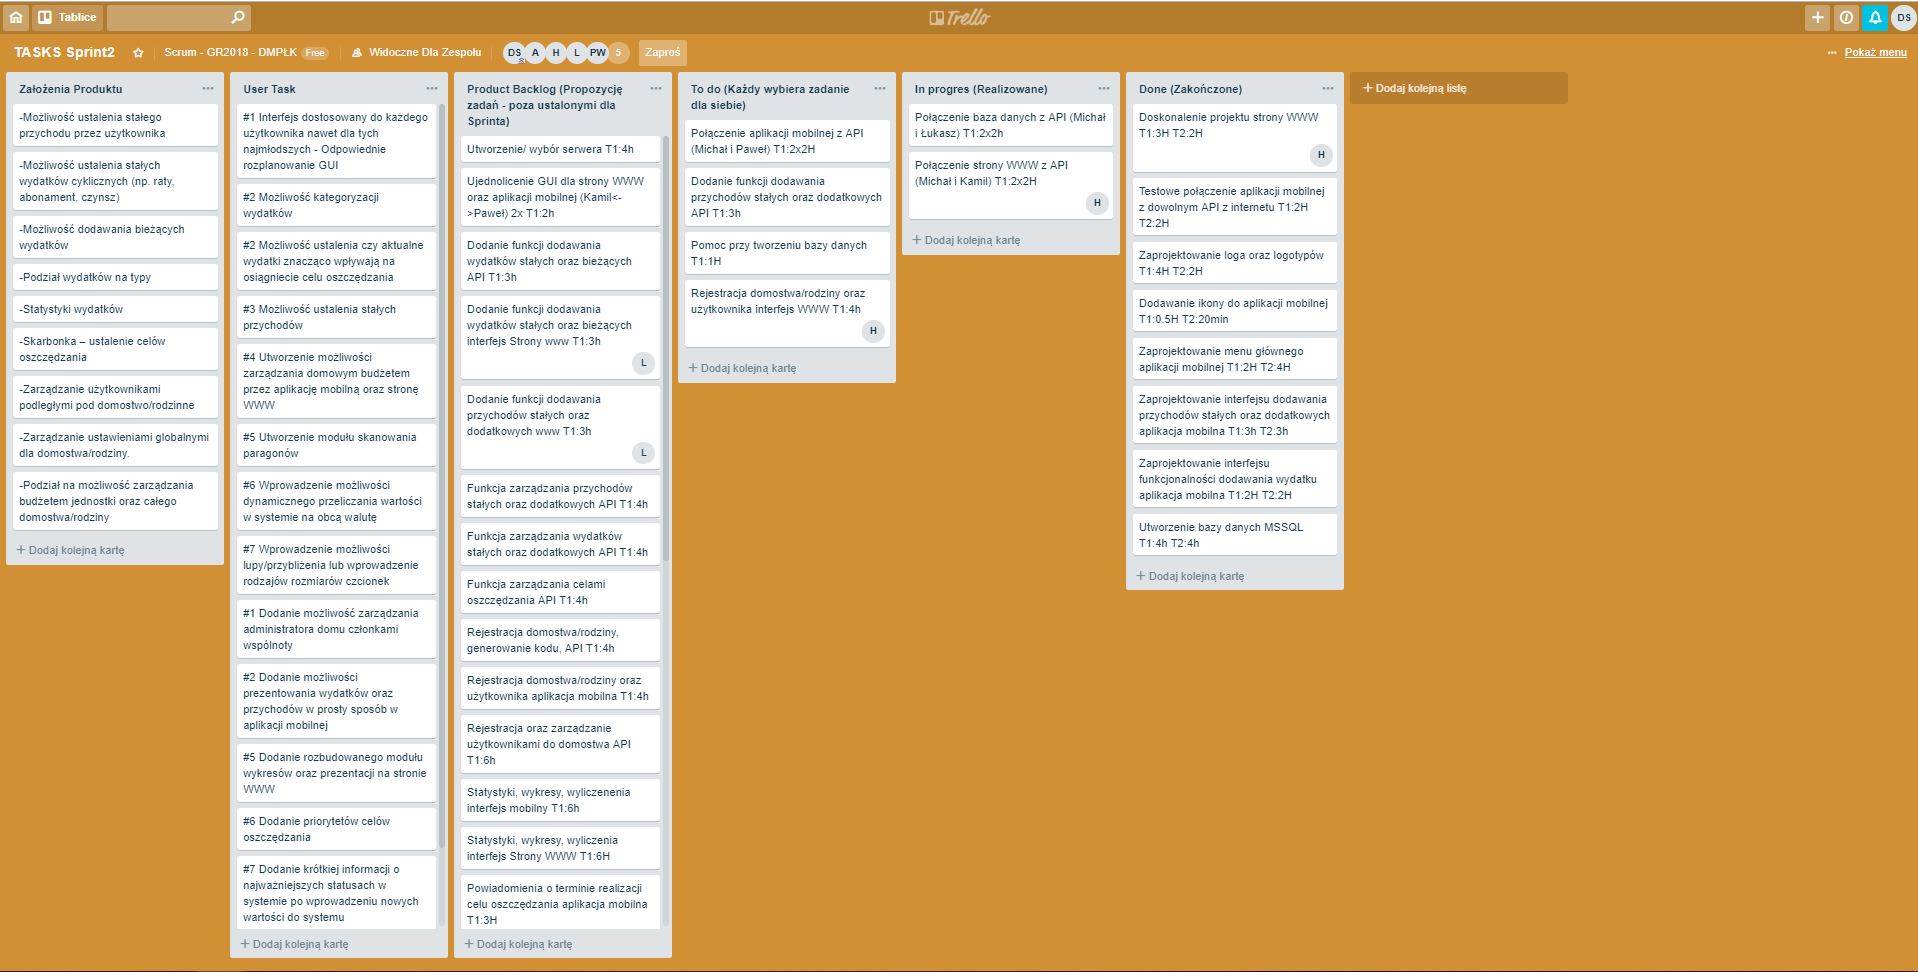 Tablice
Trello
DS
TASKS Sprint2
Scrum - GR2018 - DMPŁK
Free
Widoczne Dla Zespołu
DS
A
H
L
PW
5
Zaproś
Pokaż menu
Założenia Produktu
-Możliwość ustalenia stałego
przychodu przez użytkownika
-Możliwość ustalenia stałych
wydatków cyklicznych (np. raty,
abonament, czynsz)
-Możliwość dodawania bieżących
wydatków
-Podział wydatków na typy
-Statystyki wydatków
-Skarbonka – ustalenie celów
oszczędzania
-Zarządzanie użytkownikami
podległymi pod domostwo/rodzinne
-Zarządzanie ustawieniami globalnymi
dla domostwa/rodziny.
-Podział na możliwość zarządzania
budżetem jednostki oraz całego
domostwa/rodziny
Dodaj kolejną kartę
User Task
#1 Interfejs dostosowany do każdego
użytkownika nawet dla tych
najmłodszych - Odpowiednie
rozplanowanie GUI
#2 Możliwość kategoryzacji
wydatków
#2 Możliwość ustalenia czy aktualne
wydatki znacząco wpływają na
osiągniecie celu oszczędzania
#3 Możliwość ustalenia stałych
przychodów
#4 Utworzenie możliwości
zarządzania domowym budżetem
przez aplikację mobilną oraz stronę
WWW
#5 Utworzenie modułu skanowania
paragonów
#6 Wprowadzenie możliwości
dynamicznego przeliczania wartości
w systemie na obcą walutę
#7 Wprowadzenie możliwości
lupy/przybliżenia lub wprowadzenie
rodzajów rozmiarów czcionek
#1 Dodanie możliwość zarządzania
administratora domu członkami
wspólnoty
#2 Dodanie możliwości
prezentowania wydatków oraz
przychodów w prosty sposób w
aplikacji mobilnej
#5 Dodanie rozbudowanego modułu
wykresów oraz prezentacji na stronie
WWW
#6 Dodanie priorytetów celów
oszczędzania
#7 Dodanie krótkiej informacji o
najważniejszych statusach w
systemie po wprowadzeniu nowych
wartości do systemu
Dodaj kolejną kartę
Product Backlog (Propozycję
zadań - poza ustalonymi dla
Sprinta)
Utworzenie/ wybór serwera T1:4h
Ujednolicenie GUI dla strony WWW
oraz aplikacji mobilnej (Kamil<-
>Paweł) 2x T1:2h
Dodanie funkcji dodawania
wydatków stałych oraz bieżących
API T1:3h
Dodanie funkcji dodawania
wydatków stałych oraz bieżących
interfejs Strony www T1:3h
L
Dodanie funkcji dodawania
przychodów stałych oraz
dodatkowych www T1:3h
L
Funkcja zarządzania przychodów
stałych oraz dodatkowych API T1:4h
Funkcja zarządzania wydatków
stałych oraz dodatkowych API T1:4h
Funkcja zarządzania celami
oszczędzania API T1:4h
Rejestracja domostwa/rodziny,
generowanie kodu, API T1:4h
Rejestracja domostwa/rodziny oraz
użytkownika aplikacja mobilna T1:4h
Rejestracja oraz zarządzanie
użytkownikami do domostwa API
T1:6h
Statystyki, wykresy, wyliczenenia
interfejs mobilny T1:6h
Statystyki, wykresy, wyliczenia
interfejs Strony WWW T1:6H
Powiadomienia o terminie realizacji
celu oszczędzania aplikacja mobilna
T1:3H
Dodaj kolejną kartę
To do (Każdy wybiera zadanie
dla siebie)
Połączenie aplikacji mobilnej z API
(Michał i Paweł) T1:2x2H
Dodanie funkcji dodawania
przychodów stałych oraz dodatkowych
API T1:3h
Pomoc przy tworzeniu bazy danych
T1:1H
Rejestracja domostwa/rodziny oraz
użytkownika interfejs WWW T1:4h
H
Dodaj kolejną kartę
In progres (Realizowane)
Połączenie baza danych z API (Michał
i Łukasz) T1:2x2h
Połączenie strony WWW z API
(Michał i Kamil) T1:2x2H
H
Dodaj kolejną kartę
Done (Zakończone)
Doskonalenie projektu strony WWW
T1:3H T2:2H
H
Testowe połączenie aplikacji mobilnej
z dowolnym API z internetu T1:2H
T2:2H
Zaprojektowanie loga oraz logotypów
T1:4H T2:2H
Dodawanie ikony do aplikacji mobilnej
T1:0.5H T2:20min
Zaprojektowanie menu głównego
aplikacji mobilnej T1:2H T2:4H
Zaprojektowanie interfejsu dodawania
przychodów stałych oraz dodatkowych
aplikacja mobilna T1:3h T2:3h
Zaprojektowanie interfejsu
funkcjonalności dodawania wydatku
aplikacja mobilna T1:2H T2:2H
Utworzenie bazy danych MSSQL
T1:4h T2:4h
Dodaj kolejną kartę
Dodaj kolejną listę